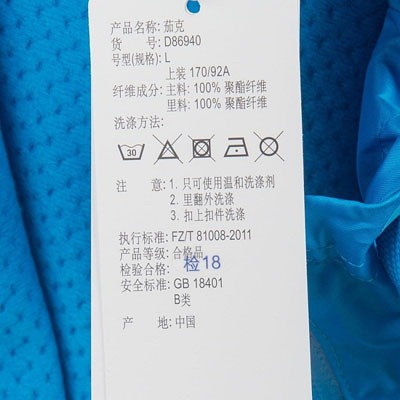 产品名称: 茄克
货 号: D86940
号型(规格): L
上装 170/92A
纤维成分: 主料: 100% 聚酯纤维
里料: 100% 聚酯纤维
洗涤方法:
30
注 意: 1. 只可使用温和洗涤剂
2. 里翻外洗涤
3. 扣上扣件洗涤
执行标准: FZ/T 81008-2011
产品等级: 合格品
检验合格: 检18
安全标准: GB 18401
B类
产 地: 中国